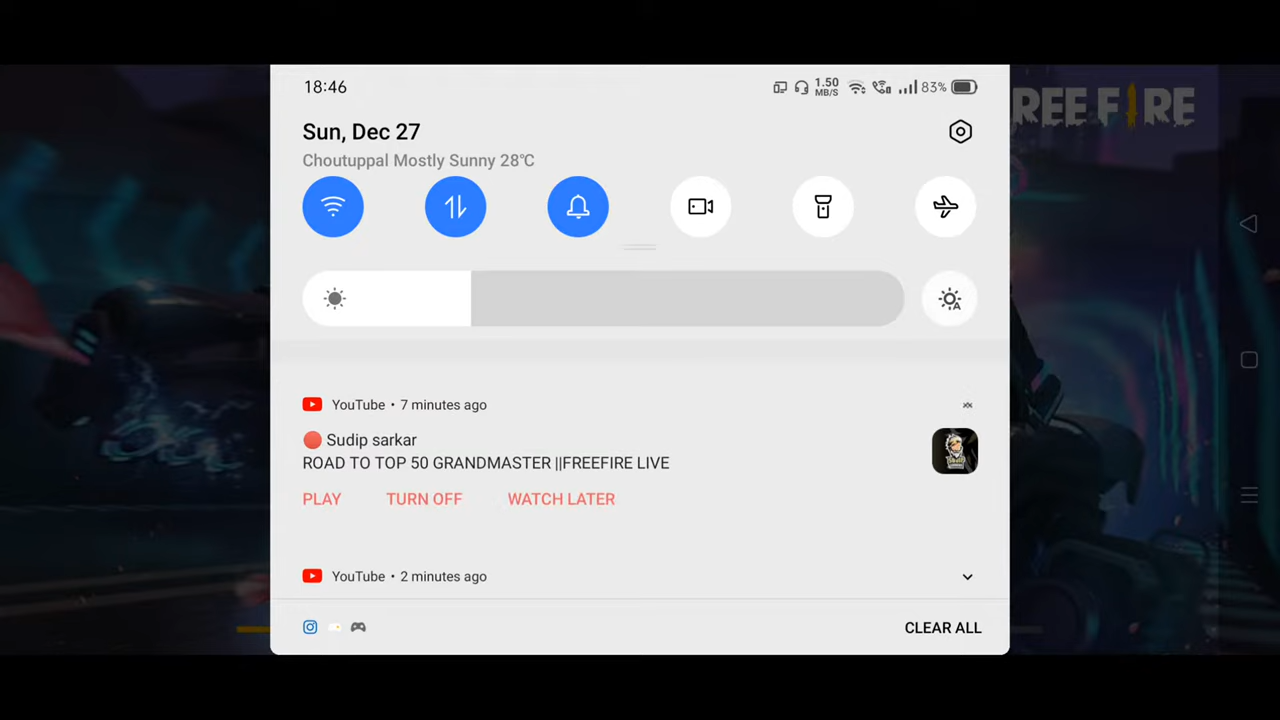 18:46
1.50
MB/S
83%
REE FIRE
Sun, Dec 27
Choutuppal Mostly Sunny 28℃
A
YouTube • 7 minutes ago
Sudip sarkar
ROAD TO TOP 50 GRANDMASTER ||FREEFIRE LIVE
PLAY TURN OFF WATCH LATER
YouTube • 2 minutes ago
CLEAR ALL